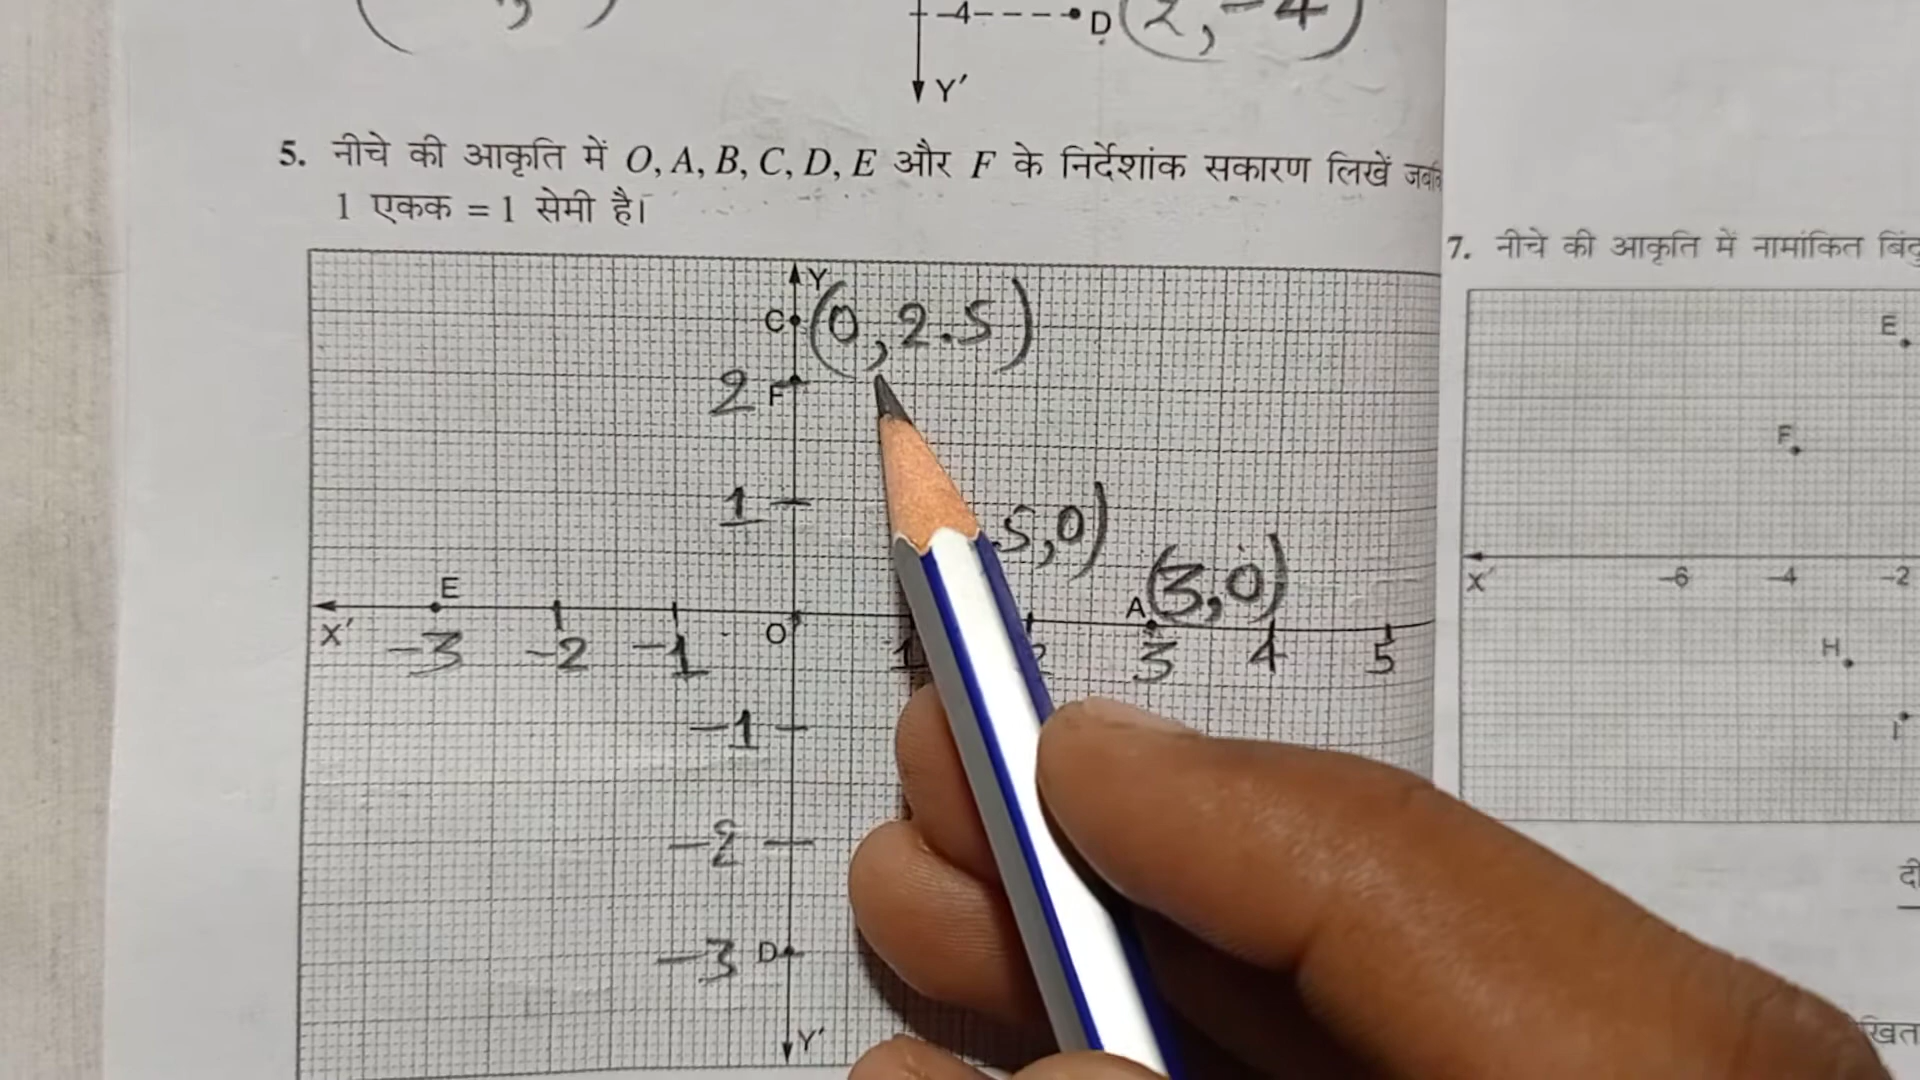 -4 D (2, -4)
Y'
5. नीचे की आकृति में O, A, B, C, D, E और F के निर्देशांक सकारण लिखें
1 एकक = 1 सेमी है।
Y
C (0, 2.5)
2 F
1
5,0)
E
A (3,0)
X' -3 -2 -1 O 1 2 3 4 5
-1
-2
-3 D
Y'
7. नीचे की आकृति में नामांकित
E
F
X' -6 -4 -2
H
I